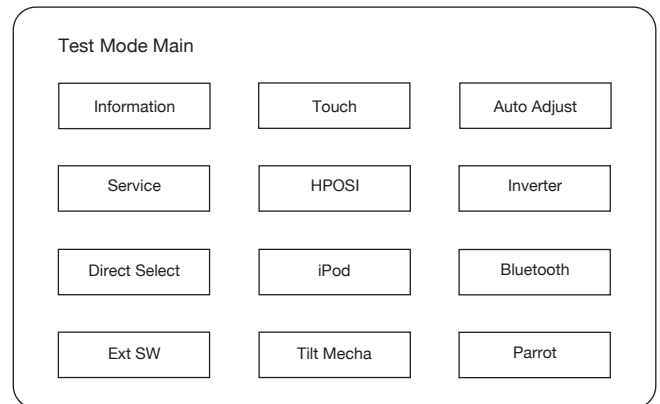 Test Mode Main
Information
Touch
Auto Adjust
Service
HPOSI
Inverter
Direct Select
iPod
Bluetooth
Ext SW
Tilt Mecha
Parrot